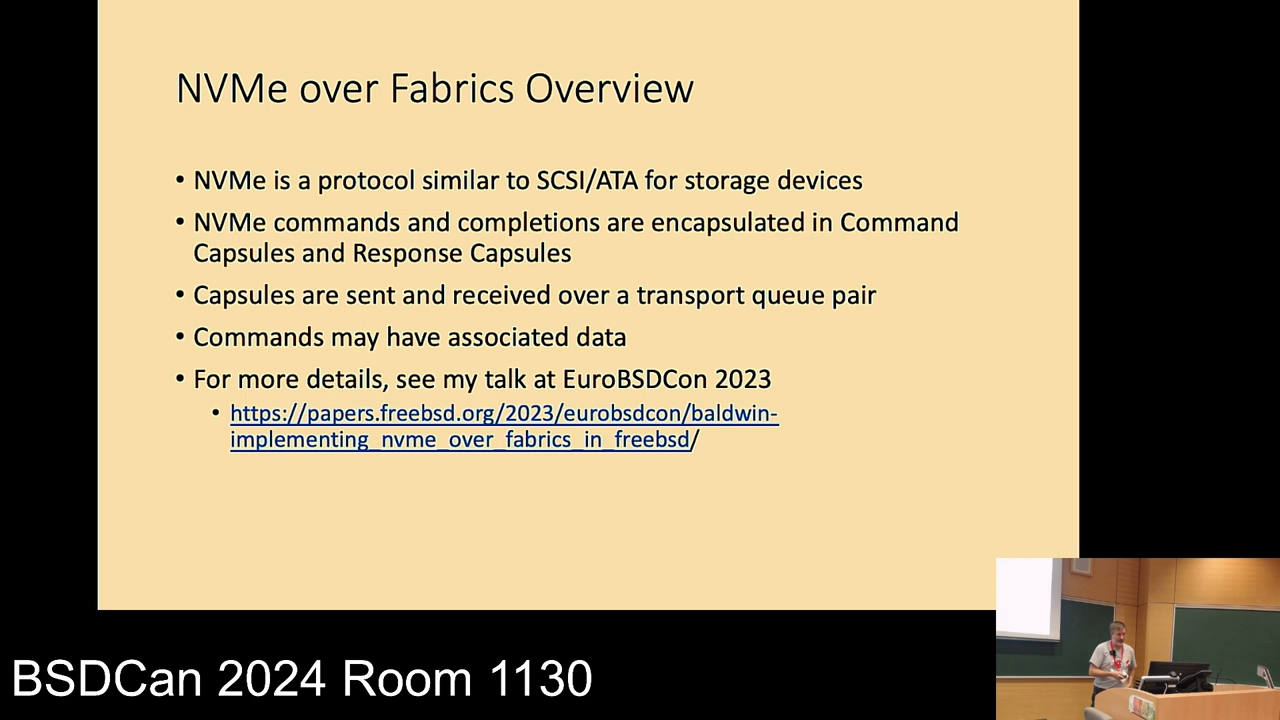 NVMe over Fabrics Overview
• NVMe is a protocol similar to SCSI/ATA for storage devices
• NVMe commands and completions are encapsulated in Command
Capsules and Response Capsules
• Capsules are sent and received over a transport queue pair
• Commands may have associated data
• For more details, see my talk at EuroBSDCon 2023
• https://papers.freebsd.org/2023/eurobsdcon/baldwin-
implementing_nvme_over_fabrics_in_freebsd/
BSDCan 2024 Room 1130